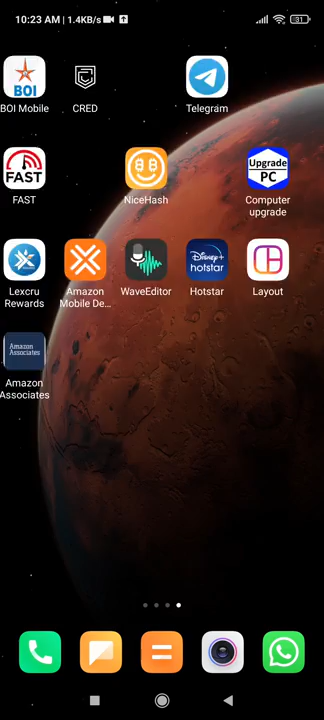 10:23 AM | 1.4KB/s
31
BOI
BOI Mobile
CRED
Telegram
FAST
FAST
NiceHash
Upgrade
PC
Computer
upgrade
Lexcru
Rewards
Amazon
Mobile De...
WaveEditor
Disney+
hotstar
Hotstar
Layout
Amazon
Associates
Amazon
Associates